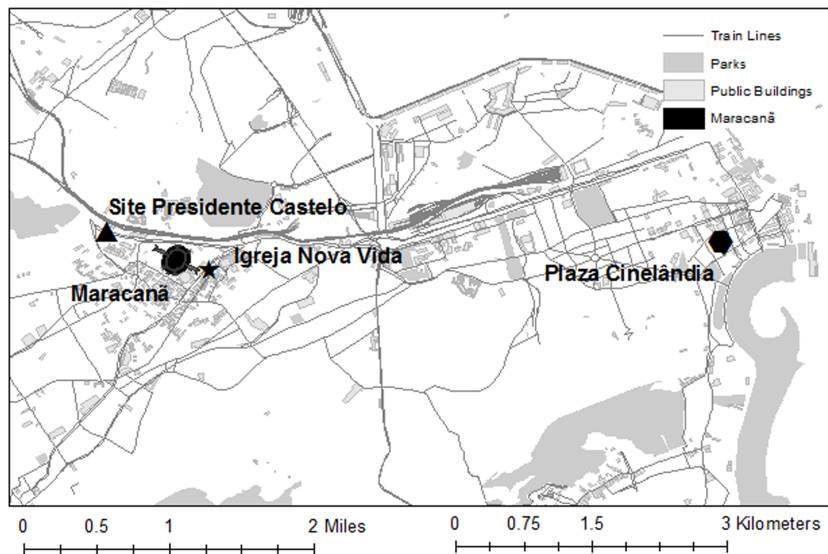 Train Lines
Parks
Public Buildings
Maracanã
Site Presidente Castelo
Igreja Nova Vida
Plaza Cinelândia
Maracanã
0 0.5 1 2 Miles
0 0.75 1.5 3 Kilometers